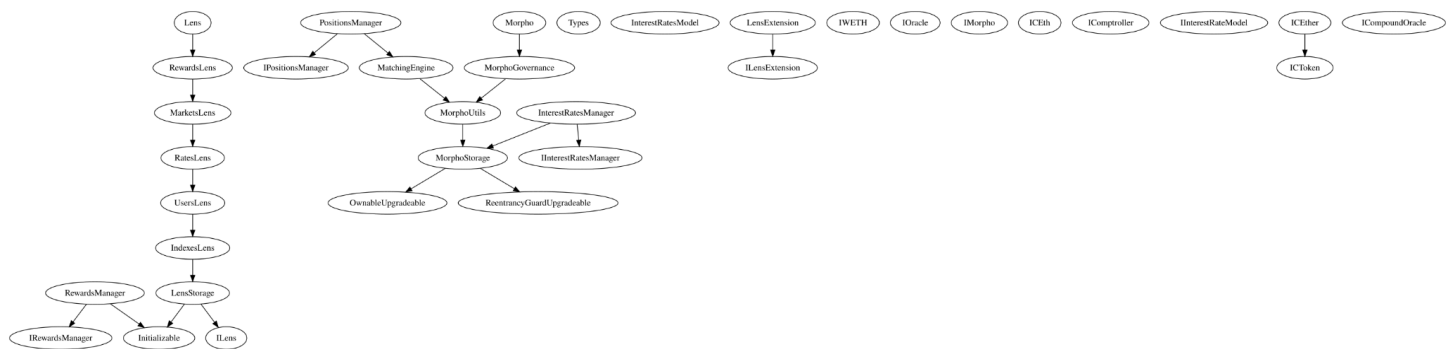 Lens PositionsManager Morpho Types InterestRatesModel LensExtension IWETH IOracle IMorpho ICEth IComptroller IInterestRateModel ICEther ICompoundOracle
RewardsLens IPositionsManager MatchingEngine MorphoGovernance ILensExtension ICToken
MarketsLens MorphoUtils InterestRatesManager
RatesLens MorphoStorage IInterestRatesManager
UsersLens OwnableUpgradeable ReentrancyGuardUpgradeable
IndexesLens
RewardsManager LensStorage
IRewardsManager Initializable ILens